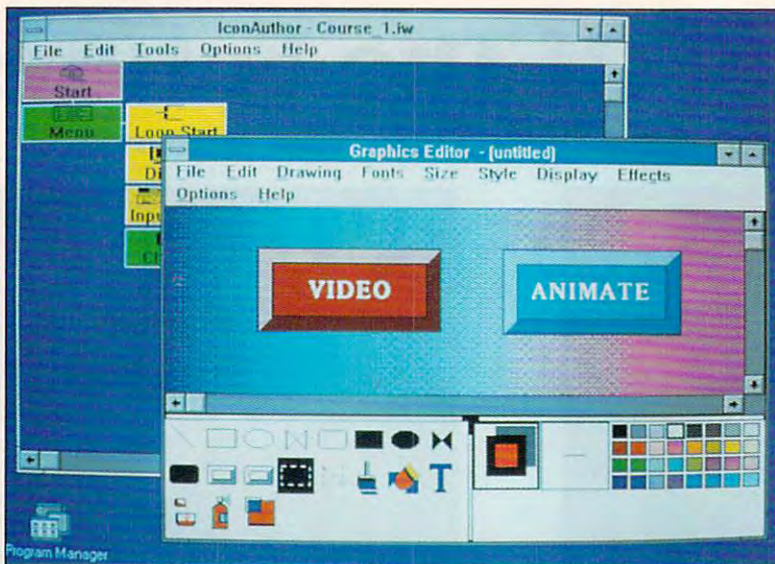 IconAuthor - Course_1.iw
File Edit Tools Options Help
Start
Menu
Loop Start
Graphics Editor - (untitled)
File Edit Drawing Fonts Size Style Display Effects
Options Help
VIDEO
ANIMATE
T
Program Manager